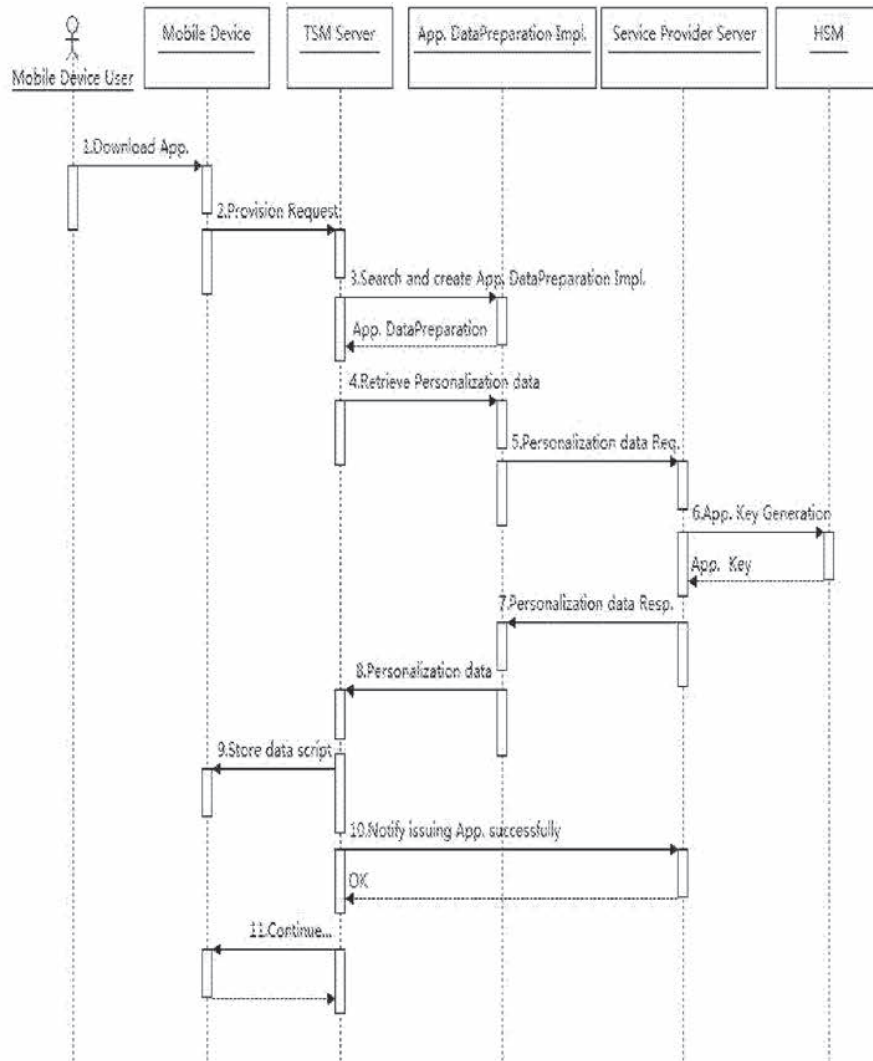 Mobile Device User
Mobile Device
TSM Server
App. DataPreparation Impl.
Service Provider Server
HSM
1.Download App.
2.Provision Request
3.Search and create App. DataPreparation Impl.
App. DataPreparation
4.Retrieve Personalization data
5.Personalization data Req.
6.App. Key Generation
App. Key
7.Personalization data Resp.
8.Personalization data
9.Store data script
10.Notify issuing App. successfully
OK
11.Continue...